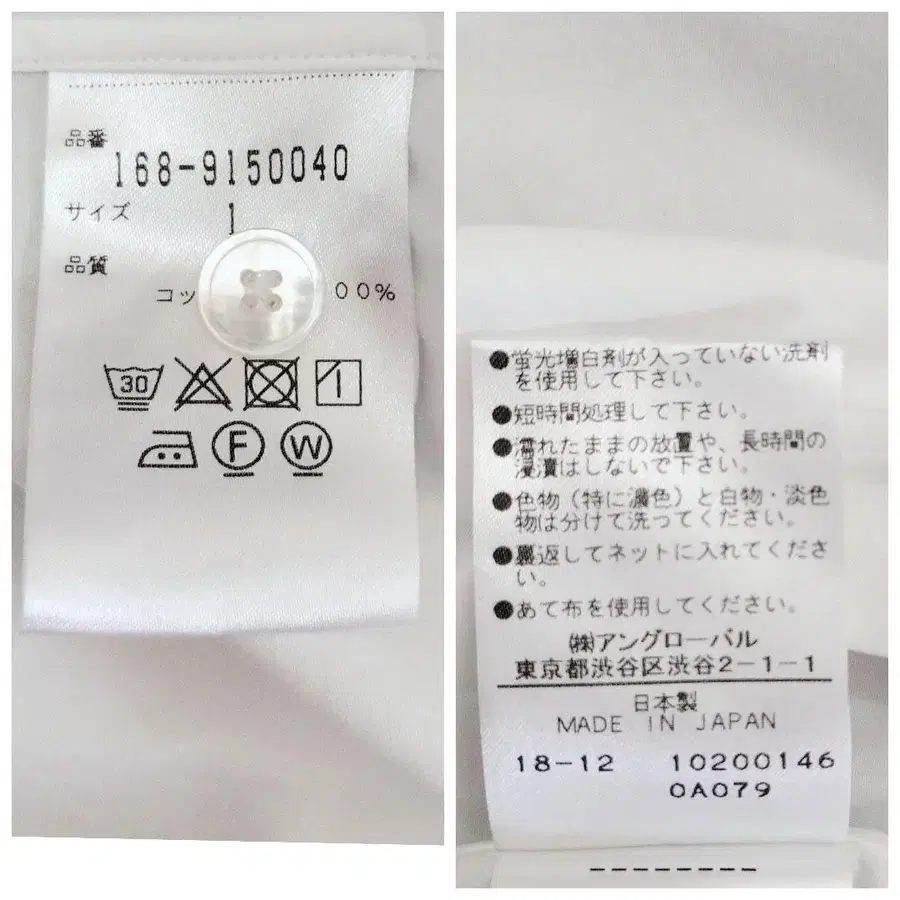 品番
168-9150040
サイズ
1
品質
コッ
00%
30
F
W
●蛍光増白剤が入っていない洗剤
を使用して下さい。
●短時間処理して下さい。
●濡れたままの放置や、長時間の
浸漬はしないで下さい。
●色物(特に濃色)と白物・淡色
物は分けて洗ってください。
●裏返してネットに入れてくださ
い。
●あて布を使用してください。
㈱アングローバル
東京都渋谷区渋谷2-1-1
日本製
MADE IN JAPAN
18-12 10200146
0A079
--------